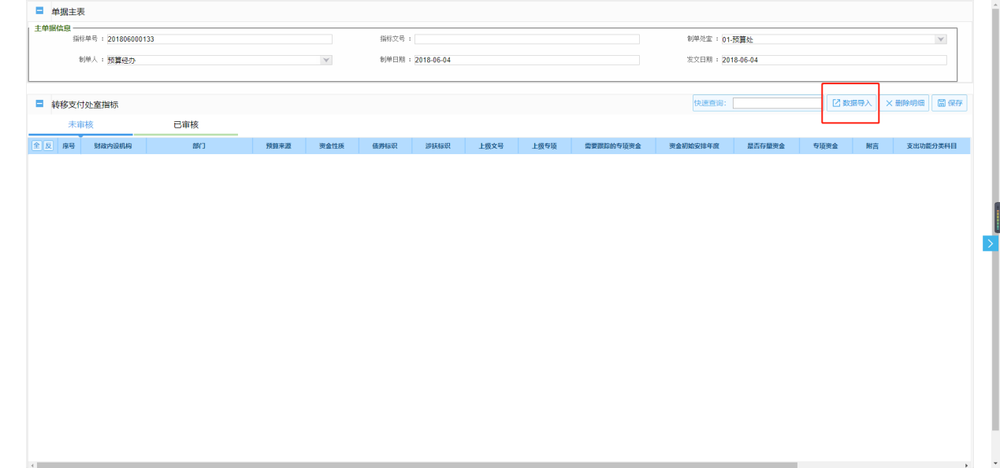 单据主表
主单据信息
指标单号 : 201806000133 指标文号 : 制单处室 : 01-预算处
制单人 : 预算经办 制单日期 : 2018-06-04 发文日期 : 2018-06-04
转移支付处室指标 快速查询: 数据导入 删除明细 保存
未审核 已审核
全 反 序号 财政内设机构 部门 预算来源 资金性质 债券标识 涉扶标识 上级文号 上级专项 需要跟踪的专项资金 资金初始安排年度 是否存量资金 专项资金 附言 支出功能分类科目